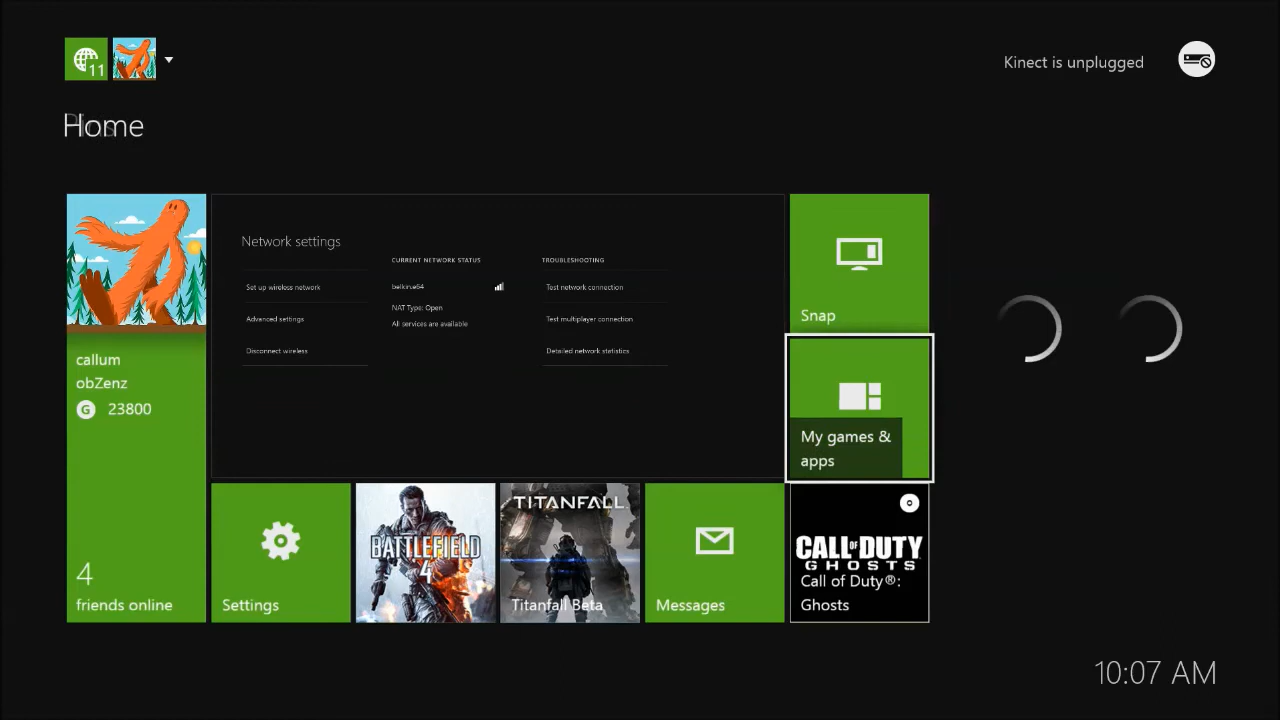 11
Kinect is unplugged
Home
Network settings
CURRENT NETWORK STATUS
TROUBLESHOOTING
Set up wireless network
Advanced settings
Disconnect wireless
NAT Type: Open
All services are available
Test network connection
Test multiplayer connection
Detailed network statistics
Snap
My games &
apps
callum
obZenz
G 23800
4
friends online
Settings
BATTLEFIELD
4
TITANFALL
Titanfall Beta
Messages
CALL OF DUTY
GHOSTS
Call of Duty®:
Ghosts
10:07 AM